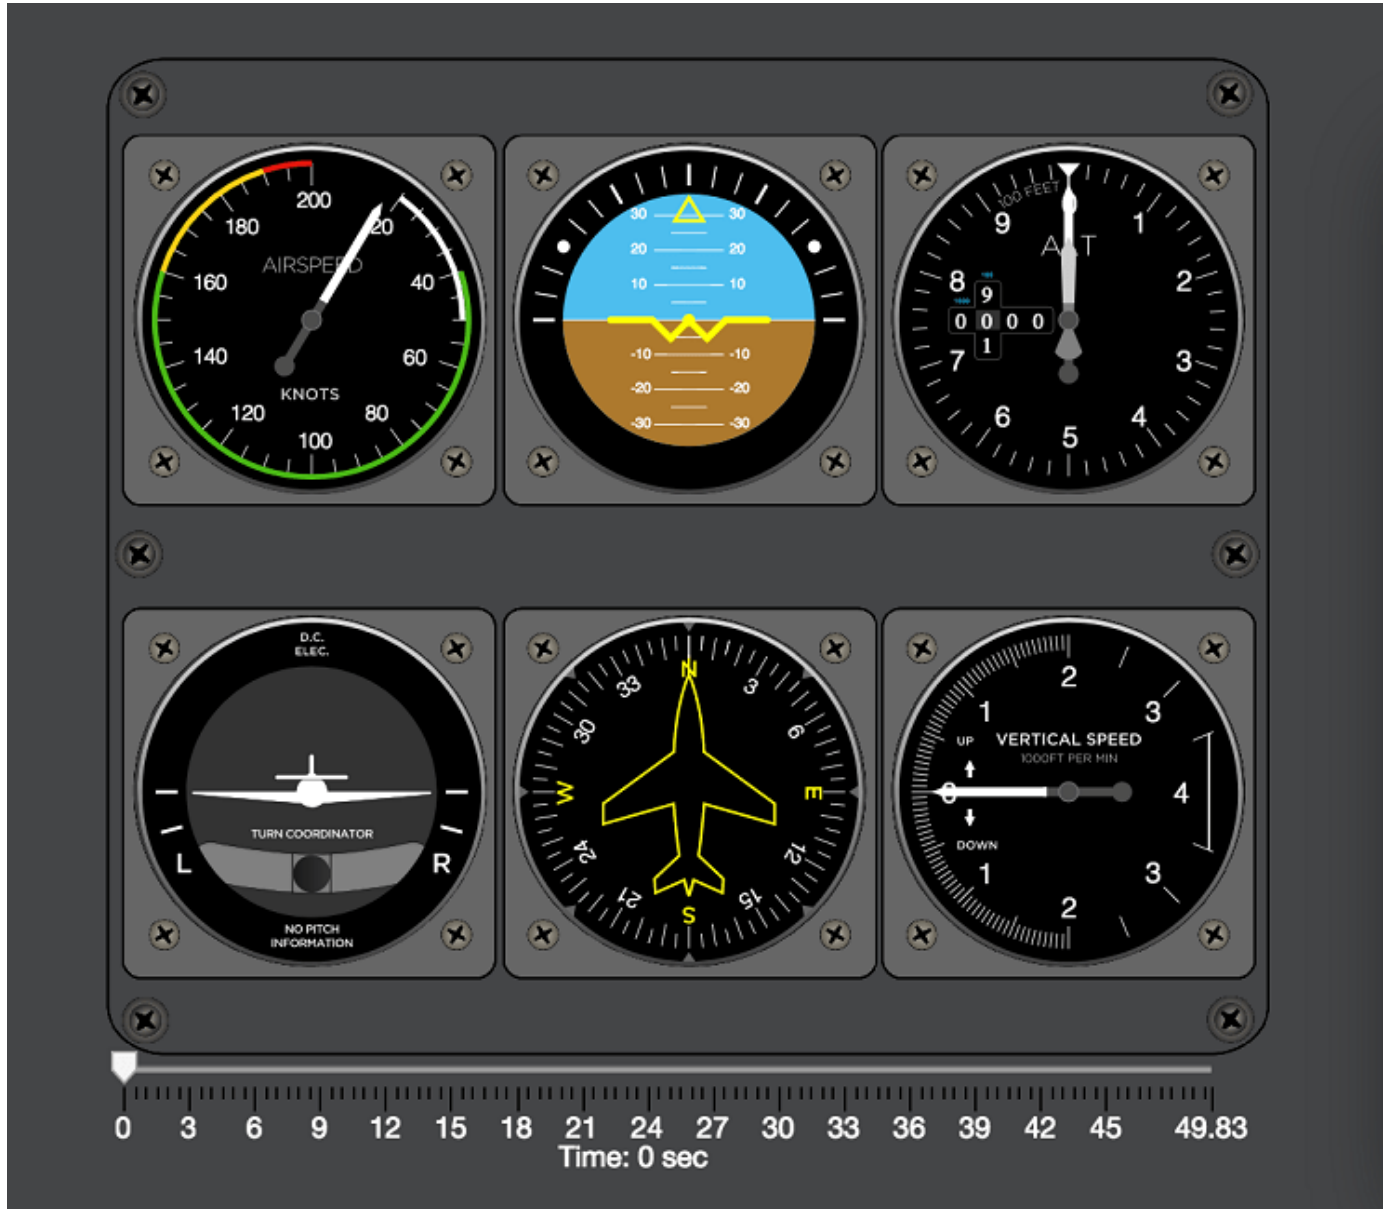 200
180
20
AIRSPEED
160
40
140
60
KNOTS
120
80
100
30 30
20 20
10 10
-10 -10
-20 -20
-30 -30
0
100 FEET
9
1
ALT
8
2
100
1000
9
0 0 0 0
1
7
3
6
4
5
D.C.
ELEC.
TURN COORDINATOR
L R
NO PITCH
INFORMATION
N
33 3
30 6
W E
24 12
21 15
S
2
1 3
UP VERTICAL SPEED
1000FT PER MIN
0 4
DOWN
1 3
2
0 3 6 9 12 15 18 21 24 27 30 33 36 39 42 45 49.83
Time: 0 sec